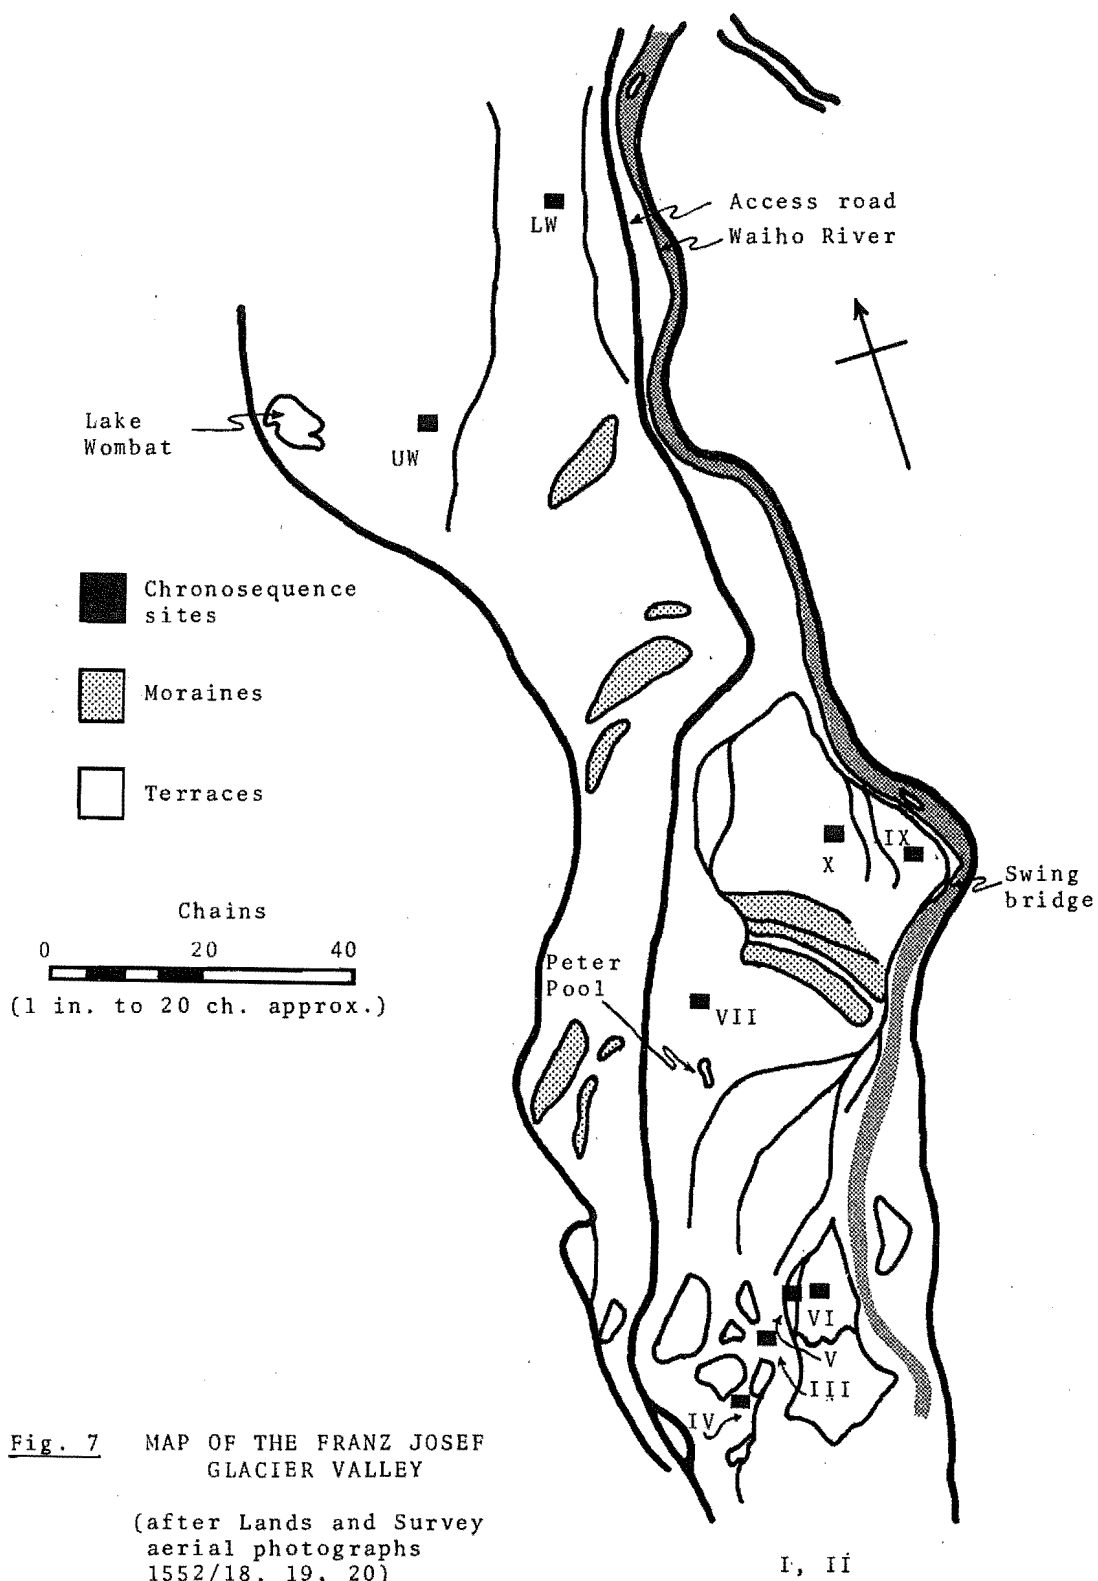 LW
Access road
Waiho River
Lake
Wombat
UW
Chronosequence
sites
Moraines
Terraces
IX
X
Swing
bridge
Chains
0 20 40
(1 in. to 20 ch. approx.)
Peter
Pool
VII
VI
V
III
IV
Fig. 7 MAP OF THE FRANZ JOSEF
GLACIER VALLEY
(after Lands and Survey
aerial photographs
1552/18, 19, 20)
I, II